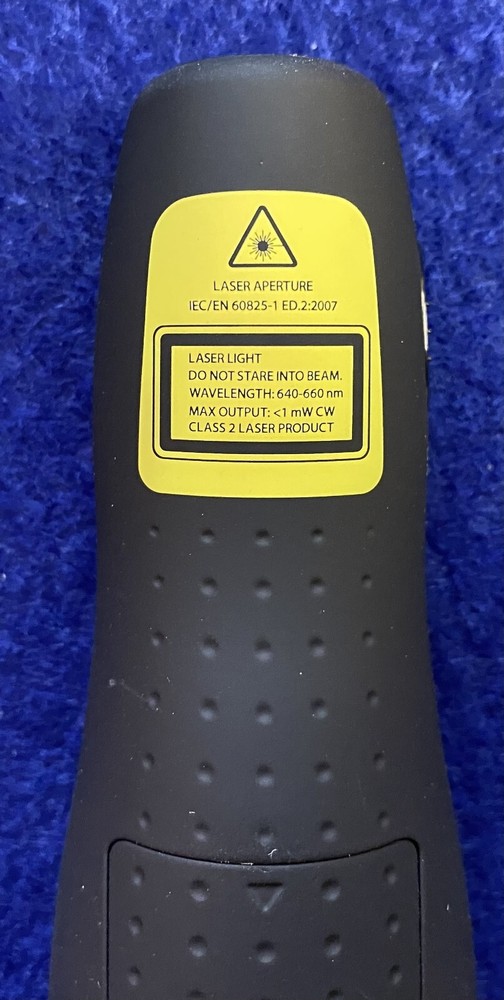 LASER APERTURE
IEC/EN 60825-1 ED.2:2007
LASER LIGHT
DO NOT STARE INTO BEAM.
WAVELENGTH: 640-660 nm
MAX OUTPUT: <1 mW CW
CLASS 2 LASER PRODUCT